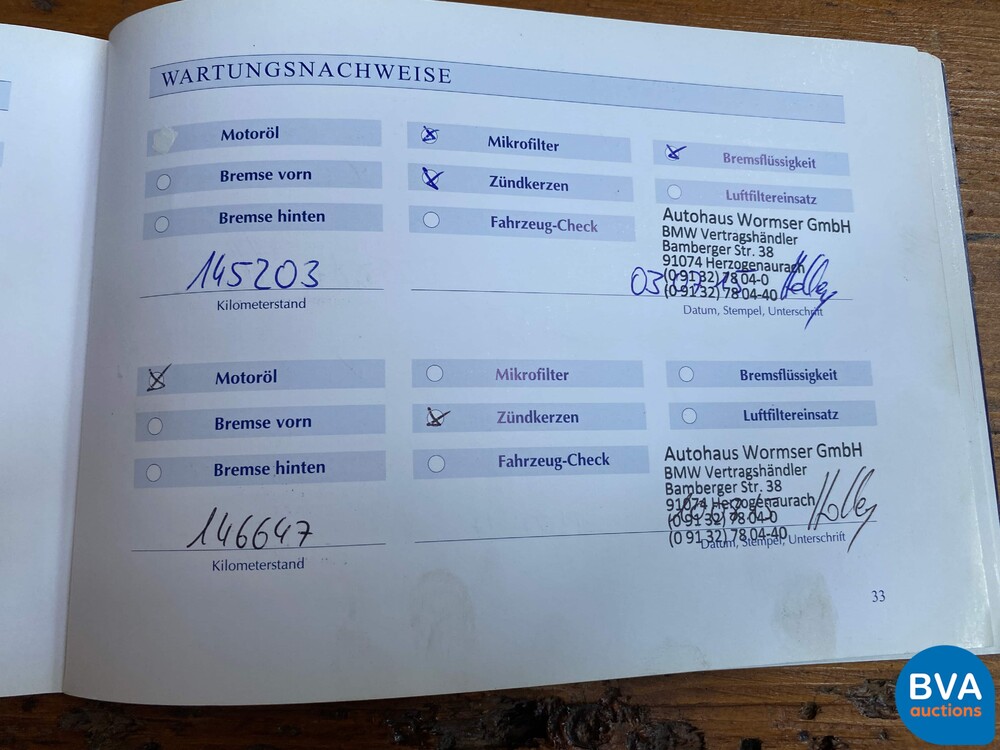 WARTUNGSNACHWEISE
Motoröl
Mikrofilter
Bremsflüssigkeit
Bremse vorn
Zündkerzen
Luftfiltereinsatz
Bremse hinten
Fahrzeug-Check
Autohaus Wormser GmbH
BMW Vertragshändler
Bamberger Str. 38
91074 Herzogenaurach
(0 91 32) 78 04-0
(0 91 32) 78 04-40
145203
Kilometerstand
Datum, Stempel, Unterschrift
Motoröl
Mikrofilter
Bremsflüssigkeit
Bremse vorn
Zündkerzen
Luftfiltereinsatz
Bremse hinten
Fahrzeug-Check
Autohaus Wormser GmbH
BMW Vertragshändler
Bamberger Str. 38
91074 Herzogenaurach
(0 91 32) 78 04-0
(0 91 32) 78 04-40
146647
Kilometerstand
Datum, Stempel, Unterschrift
33
BVA
auctions